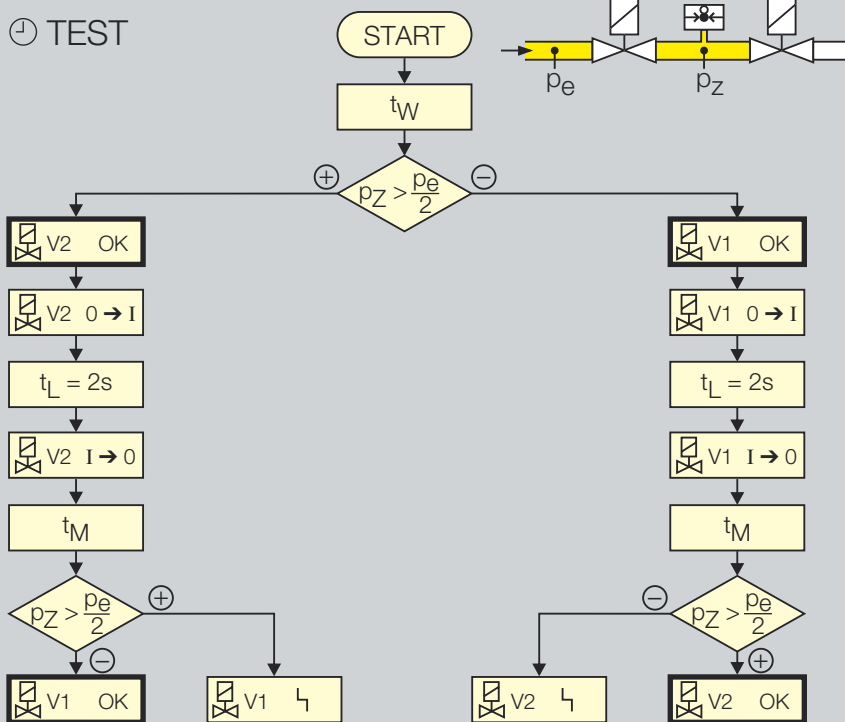 TEST
START
pe
pz
tW
pZ > pe/2
+
−
V2 OK
V1 OK
V2 0 ➔ I
V1 0 ➔ I
tL = 2s
tL = 2s
V2 I ➔ 0
V1 I ➔ 0
tM
tM
pZ > pe/2
+
−
pZ > pe/2
−
+
V1 OK
V1
V2
V2 OK